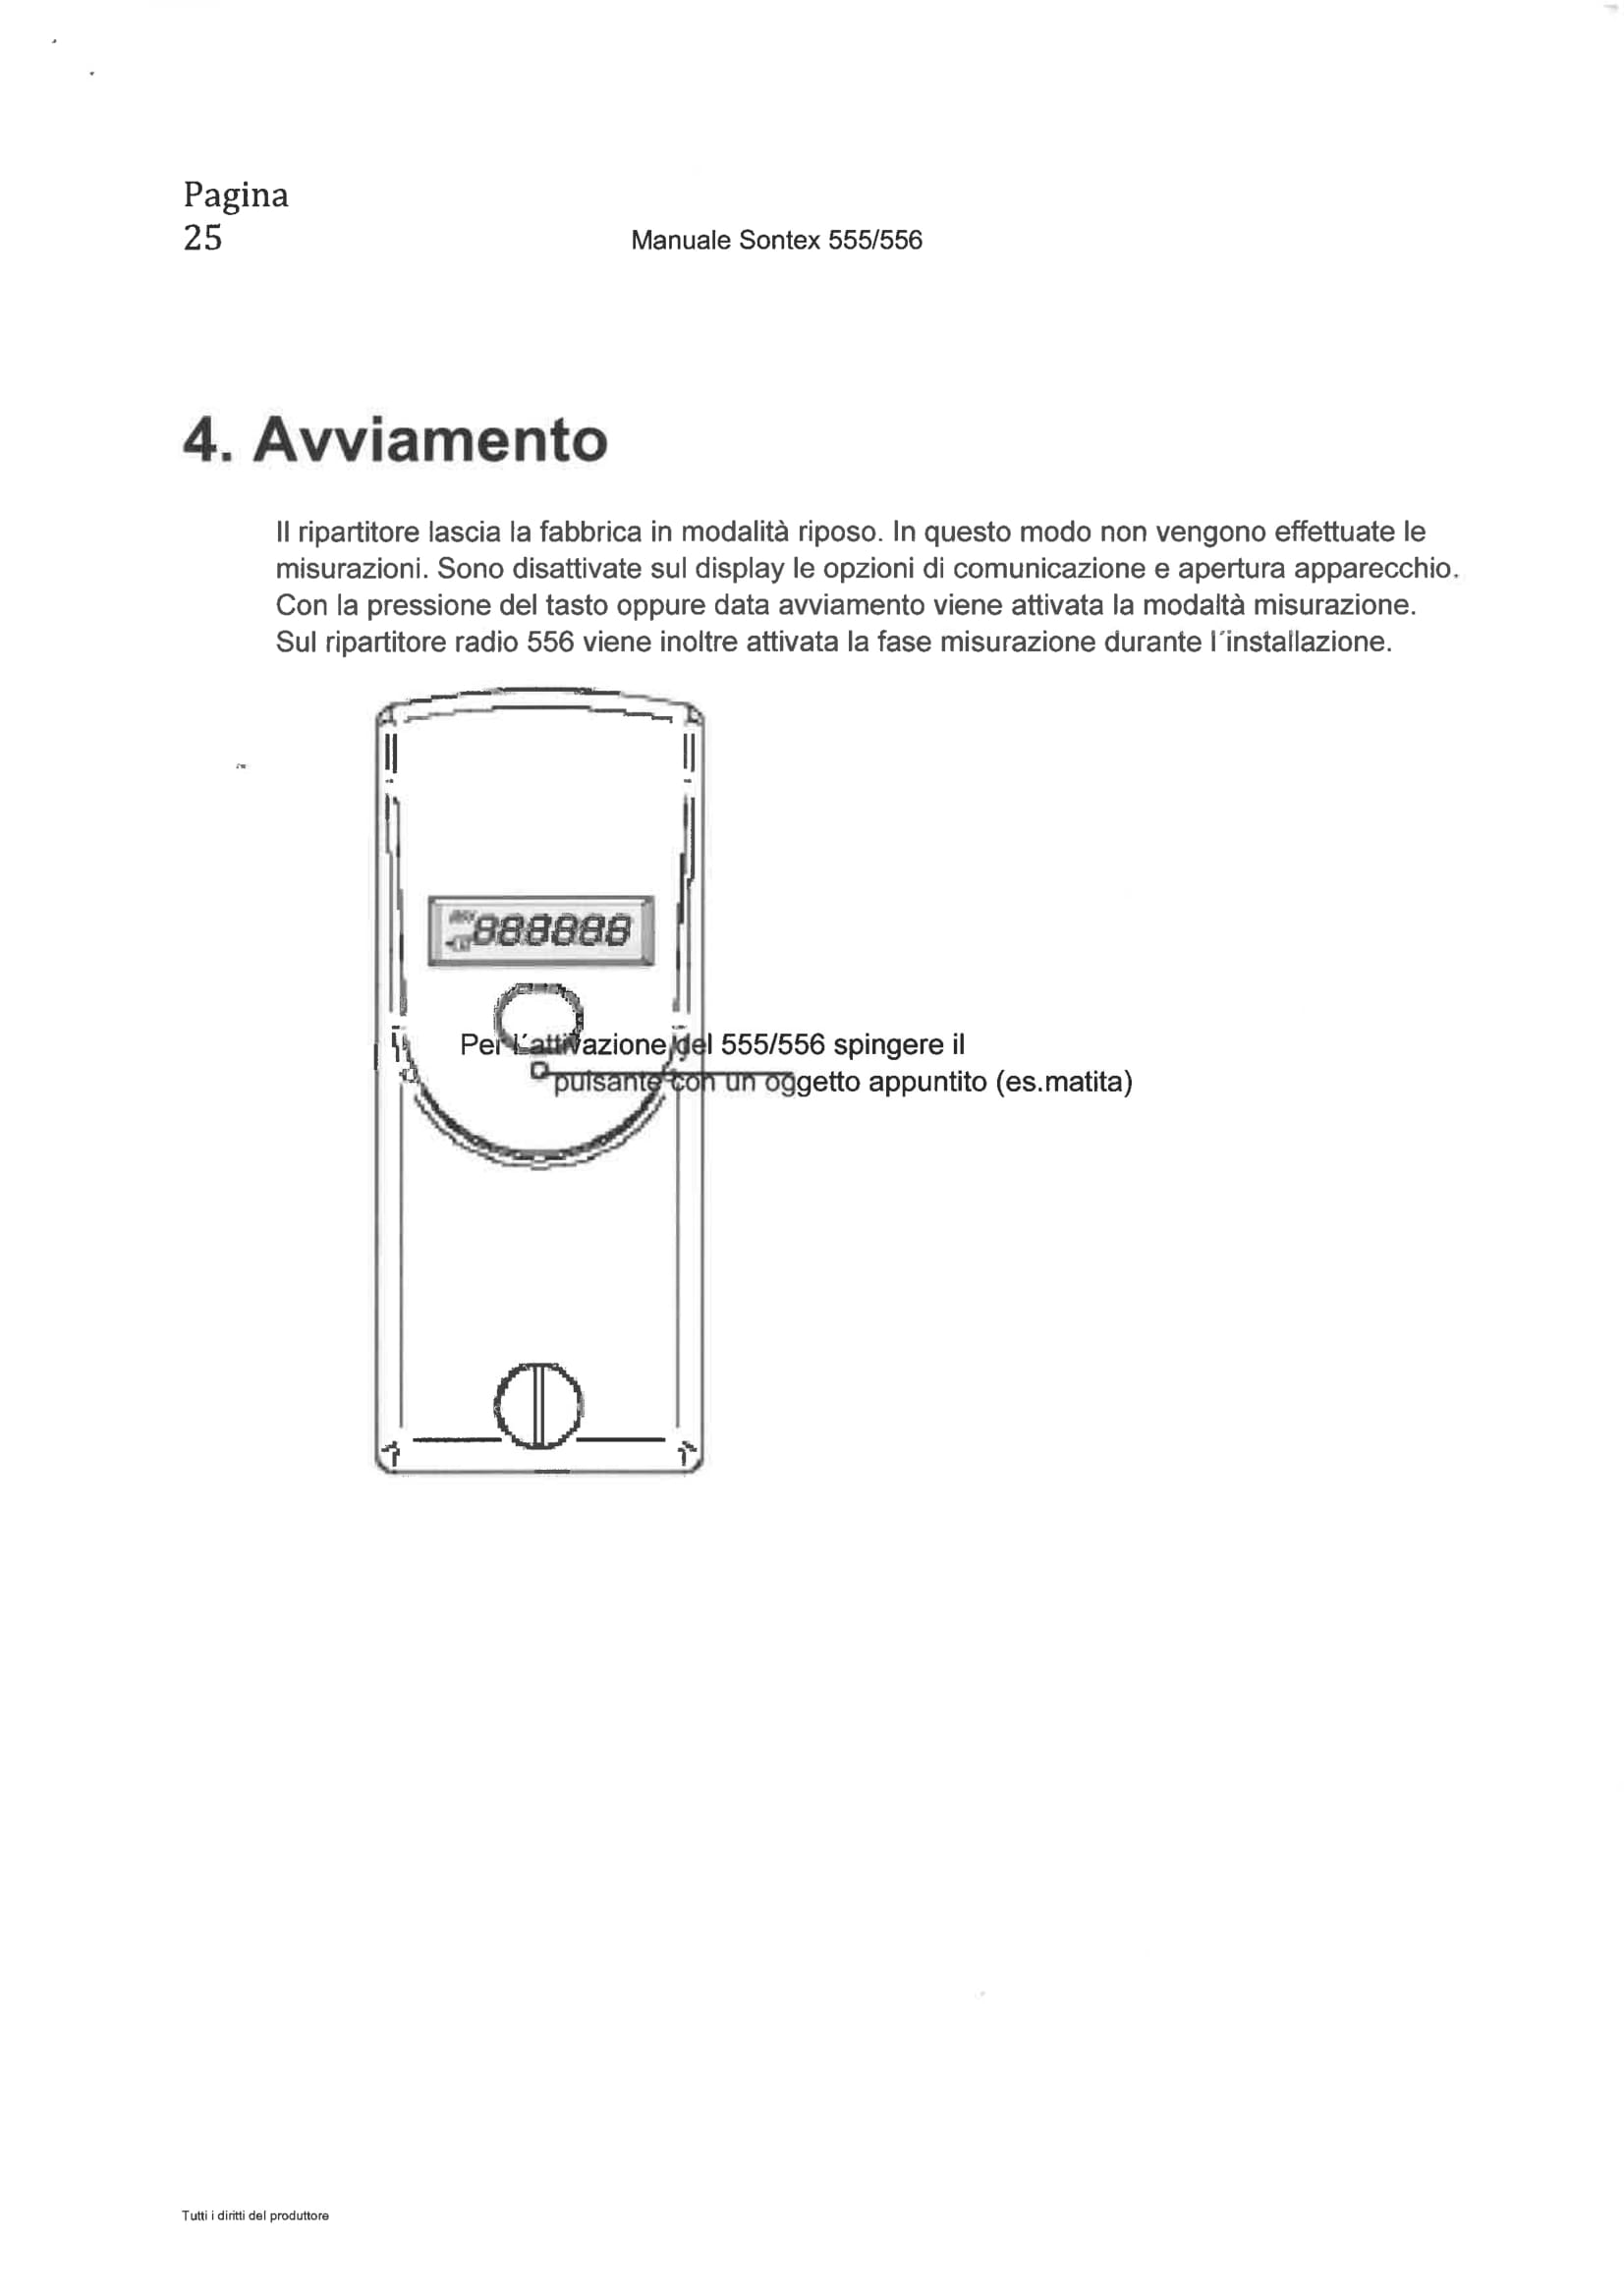 Pagina
25
Manuale Sontex 555/556
4. Avviamento
Il ripartitore lascia la fabbrica in modalità riposo. In questo modo non vengono effettuate le
misurazioni. Sono disattivate sul display le opzioni di comunicazione e apertura apparecchio.
Con la pressione del tasto oppure data avviamento viene attivata la modaltà misurazione.
Sul ripartitore radio 556 viene inoltre attivata la fase misurazione durante l´installazione.
888888
Per L´attivazione del 555/556 spingere il
pulsante con un oggetto appuntito (es.matita)
Tutti i diritti del produttore